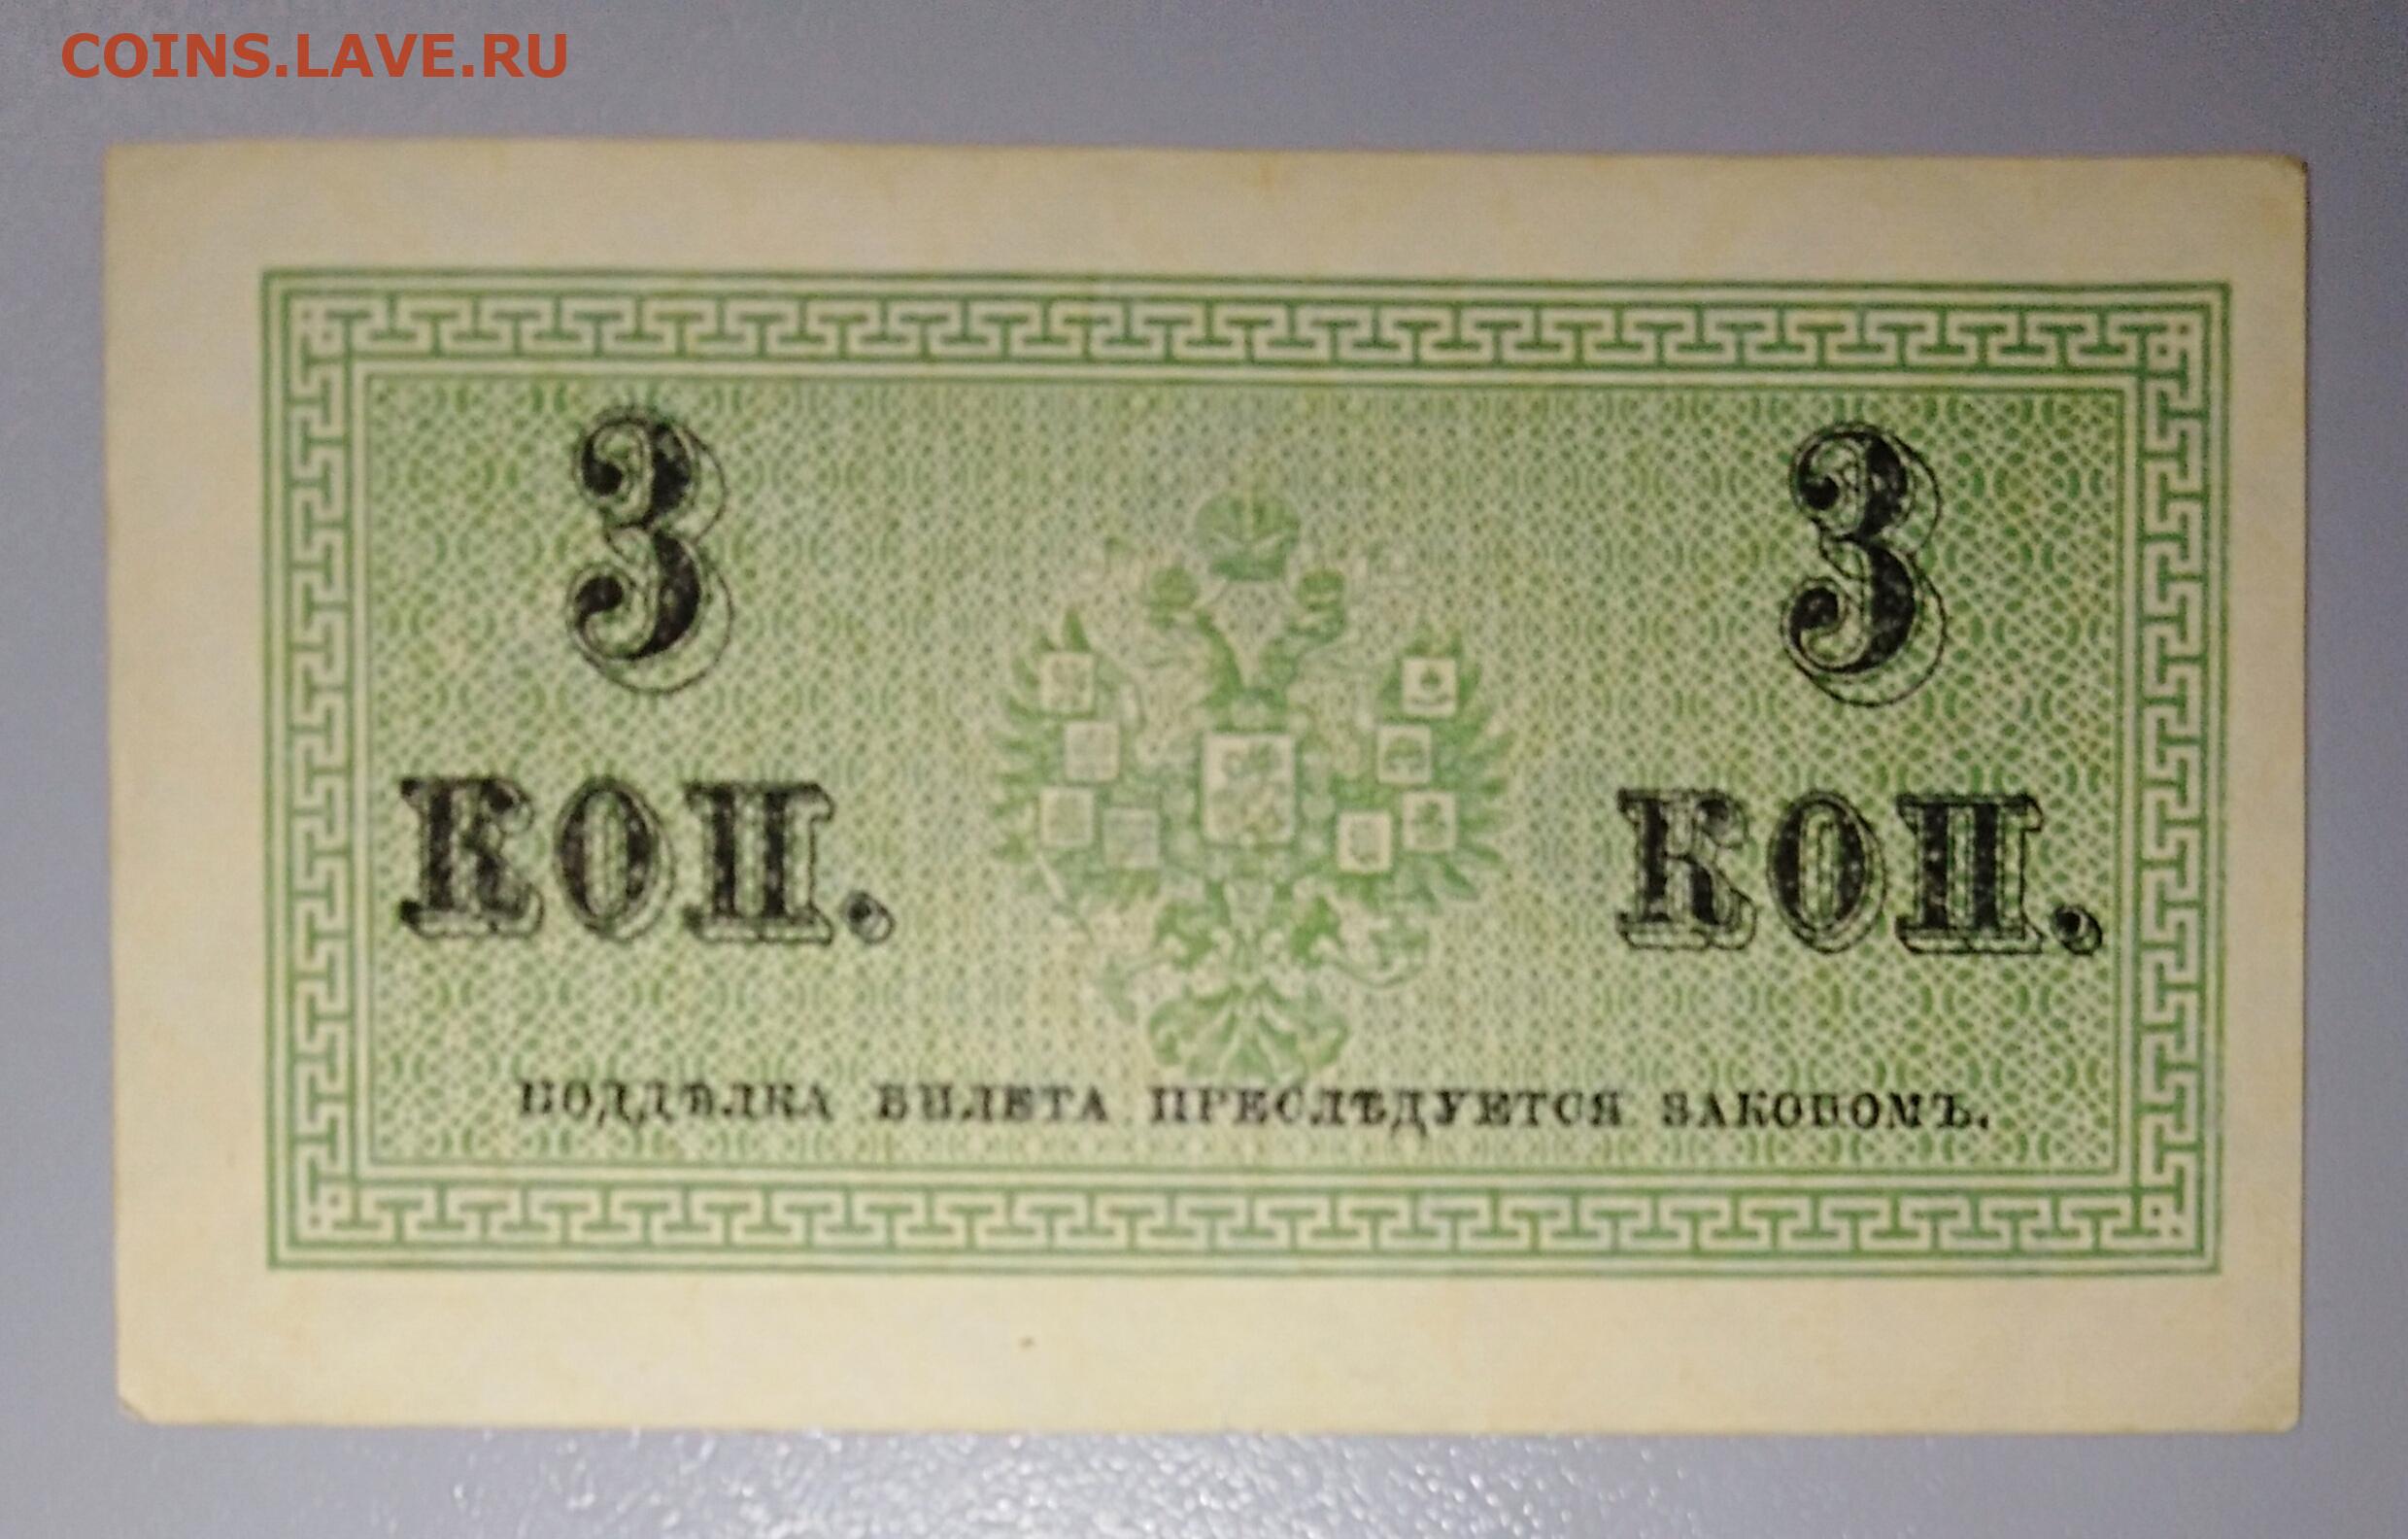 COINS.LAVE.RU
3 3
КОП. КОП.
ПОДДѢЛКА БИЛЕТА ПРЕСЛѢДУЕТСЯ ЗАКОНОМЪ.